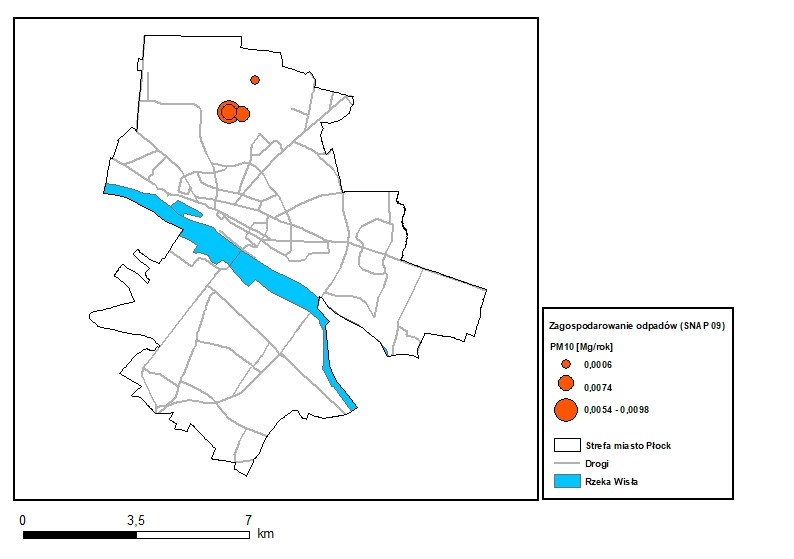 Zagospodarowanie odpadów (SNAP 09)
PM10 [Mg/rok]
0,0006
0,0074
0,0054 - 0,0098
Strefa miasto Płock
Drogi
Rzeka Wisła
0 3,5 7
km